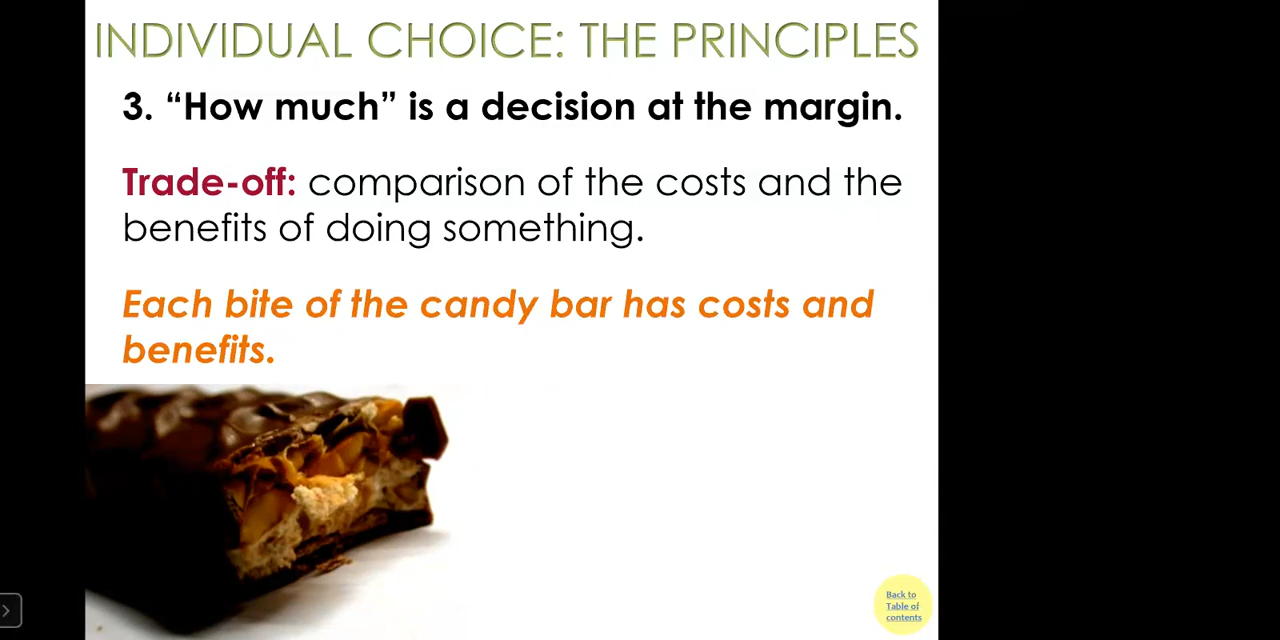 INDIVIDUAL CHOICE: THE PRINCIPLES
3. “How much” is a decision at the margin.
Trade-off: comparison of the costs and the
benefits of doing something.
Each bite of the candy bar has costs and
benefits.
Back to
Table of
contents